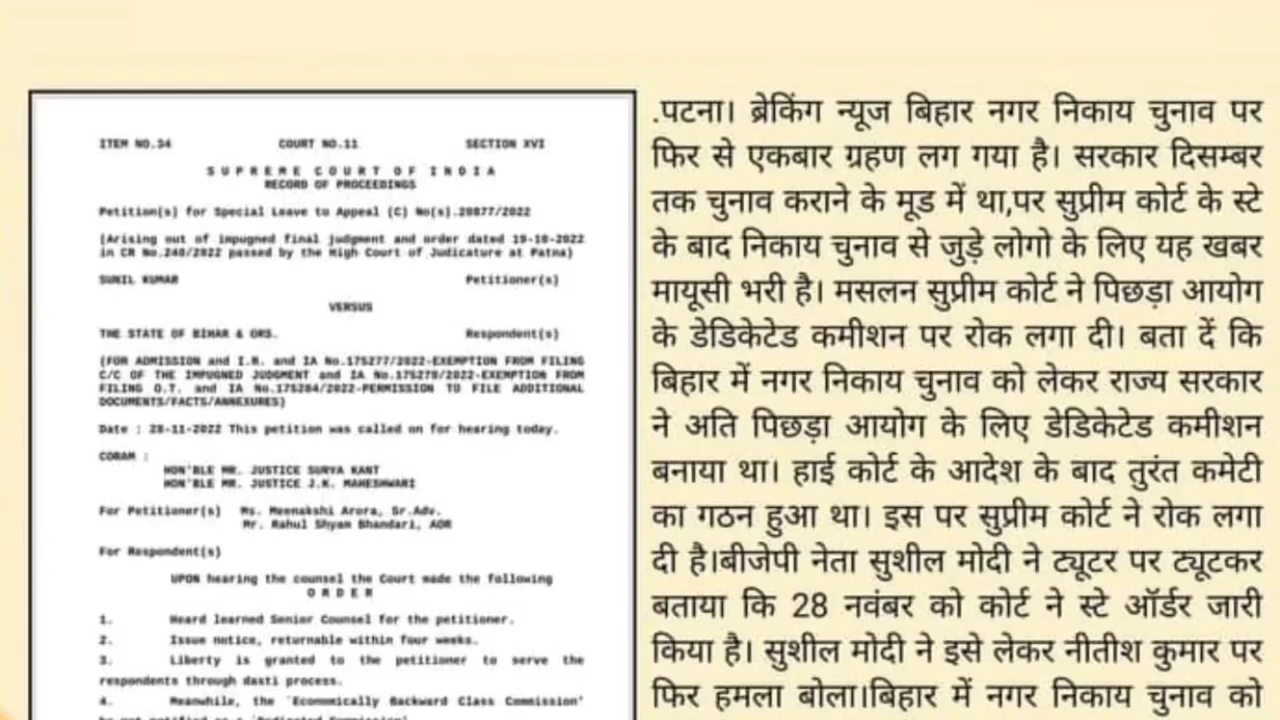 ITEM NO.34 COURT NO.11 SECTION XVI
S U P R E M E C O U R T O F I N D I A
RECORD OF PROCEEDINGS
Petition(s) for Special Leave to Appeal (C) No(s).20877/2022
(Arising out of impugned final judgment and order dated 19-10-2022
in CR No.240/2022 passed by the High Court of Judicature at Patna)
SUNIL KUMAR Petitioner(s)
VERSUS
THE STATE OF BIHAR & ORS. Respondent(s)
(FOR ADMISSION and I.R. and IA No.175277/2022-EXEMPTION FROM FILING
C/C OF THE IMPUGNED JUDGMENT and IA No.175279/2022-EXEMPTION FROM
FILING O.T. and IA No.175284/2022-PERMISSION TO FILE ADDITIONAL
DOCUMENTS/FACTS/ANNEXURES)
Date : 28-11-2022 This petition was called on for hearing today.
CORAM :
HON'BLE MR. JUSTICE SURYA KANT
HON'BLE MR. JUSTICE J.K. MAHESHWARI
For Petitioner(s) Ms. Meenakshi Arora, Sr.Adv.
Mr. Rahul Shyam Bhandari, AOR
For Respondent(s)
UPON hearing the counsel the Court made the following
O R D E R
1. Heard learned Senior Counsel for the petitioner.
2. Issue notice, returnable within four weeks.
3. Liberty is granted to the petitioner to serve the
respondents through dasti process.
4. Meanwhile, the 'Economically Backward Class Commission'
.पटना। ब्रेकिंग न्यूज बिहार नगर निकाय चुनाव पर
फिर से एकबार ग्रहण लग गया है। सरकार दिसम्बर
तक चुनाव कराने के मूड में था,पर सुप्रीम कोर्ट के स्टे
के बाद निकाय चुनाव से जुड़े लोगो के लिए यह खबर
मायूसी भरी है। मसलन सुप्रीम कोर्ट ने पिछड़ा आयोग
के डेडिकेटेड कमीशन पर रोक लगा दी। बता दें कि
बिहार में नगर निकाय चुनाव को लेकर राज्य सरकार
ने अति पिछड़ा आयोग के लिए डेडिकेटेड कमीशन
बनाया था। हाई कोर्ट के आदेश के बाद तुरंत कमेटी
का गठन हुआ था। इस पर सुप्रीम कोर्ट ने रोक लगा
दी है।बीजेपी नेता सुशील मोदी ने ट्यूटर पर ट्यूटकर
बताया कि 28 नवंबर को कोर्ट ने स्टे ऑर्डर जारी
किया है। सुशील मोदी ने इसे लेकर नीतीश कुमार पर
फिर हमला बोला।बिहार में नगर निकाय चुनाव को